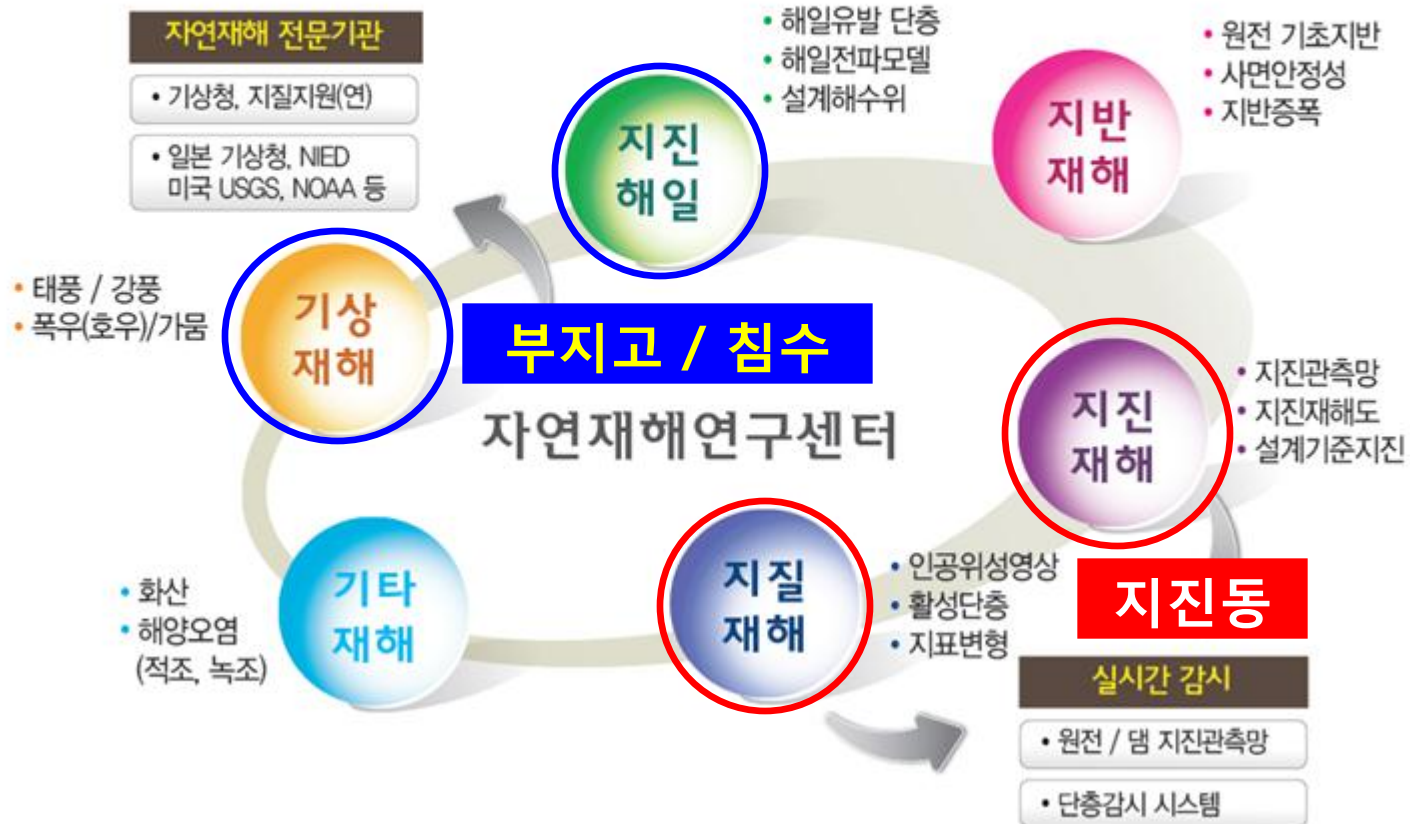 자연재해 전문기관
• 기상청, 지질지원(연)
• 일본 기상청, NIED
미국 USGS, NOAA 등
• 해일유발 단층
• 해일전파모델
• 설계해수위
지진
해일
• 원전 기초지반
• 사면안정성
• 지반증폭
지반
재해
• 태풍 / 강풍
• 폭우(호우)/가뭄
기상
재해
부지고 / 침수
자연재해연구센터
지진
재해
• 지진관측망
• 지진재해도
• 설계기준지진
• 화산
• 해양오염
(적조, 녹조)
기타
재해
지질
재해
• 인공위성영상
• 활성단층
• 지표변형
지진동
실시간 감시
• 원전 / 댐 지진관측망
• 단층감시 시스템